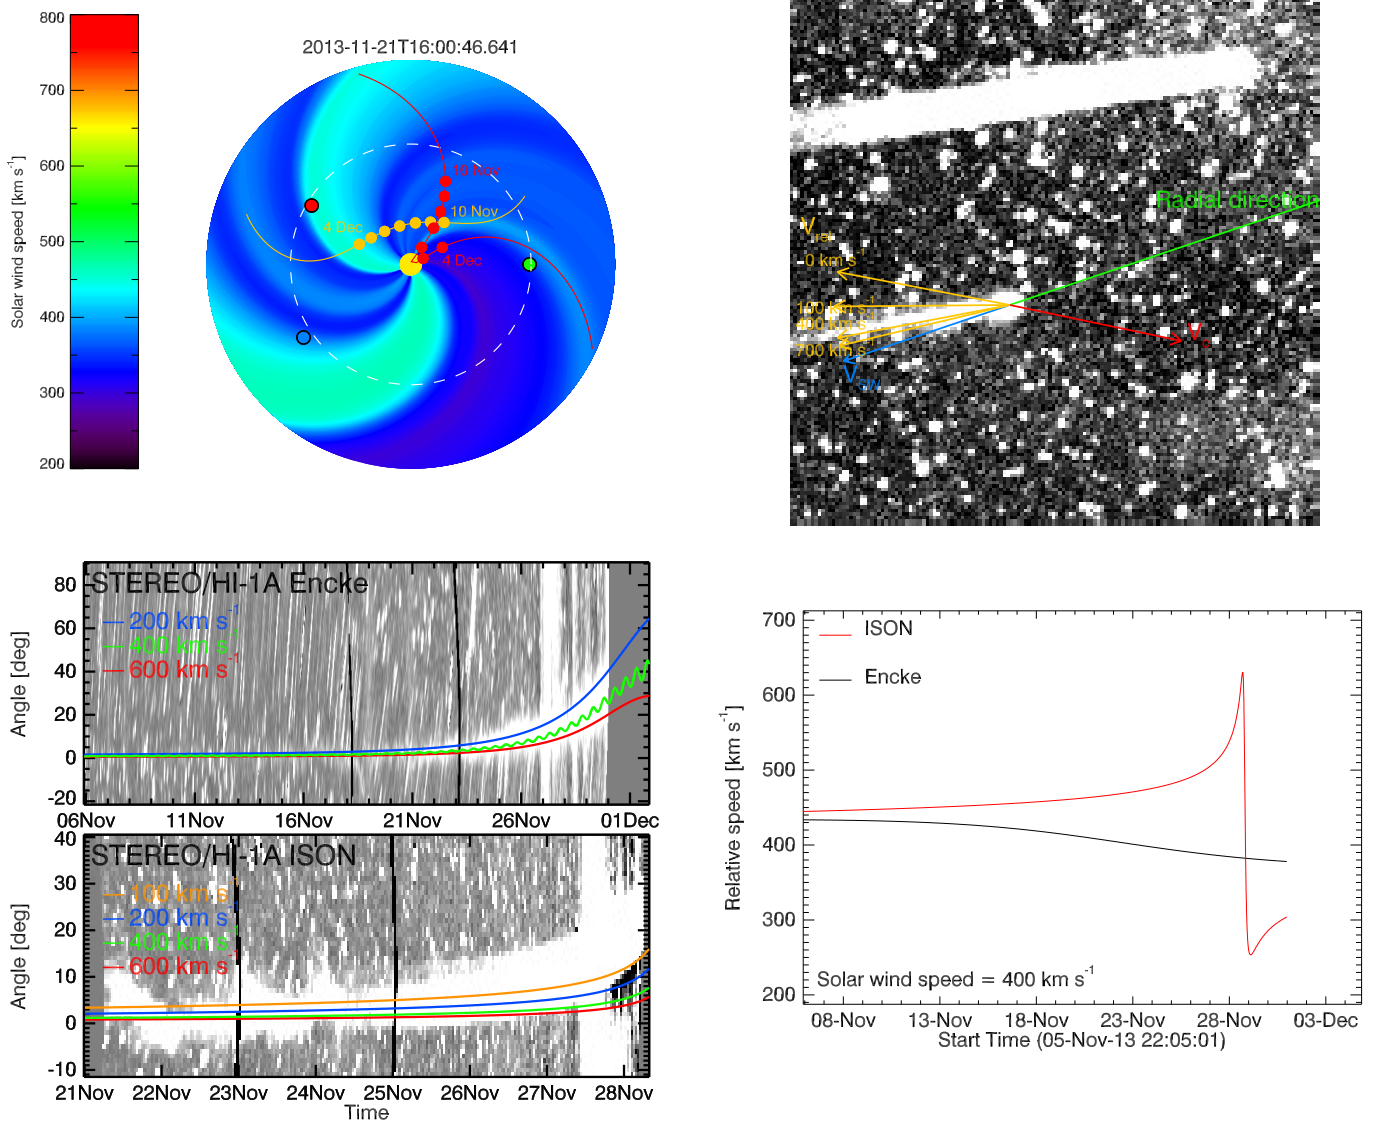 2013-11-21T16:00:46.641
Solar wind speed [km s⁻¹]
800
700
600
500
400
300
200
10 Nov
10 Nov
4 Dec
4 Dec
Radial direction
V_rel
0 km s⁻¹
100 km s⁻¹
400 km s⁻¹
700 km s⁻¹
V_SW
STEREO/HI-1A Encke
200 km s⁻¹
400 km s⁻¹
600 km s⁻¹
Angle [deg]
80
60
40
20
0
-20
06Nov 11Nov 16Nov 21Nov 26Nov 01Dec
STEREO/HI-1A ISON
100 km s⁻¹
200 km s⁻¹
400 km s⁻¹
600 km s⁻¹
Angle [deg]
40
30
20
10
0
-10
21Nov 22Nov 23Nov 24Nov 25Nov 26Nov 27Nov 28Nov
Time
ISON
Encke
Relative speed [km s⁻¹]
700
600
500
400
300
200
Solar wind speed = 400 km s⁻¹
08-Nov 13-Nov 18-Nov 23-Nov 28-Nov 03-Dec
Start Time (05-Nov-13 22:05:01)